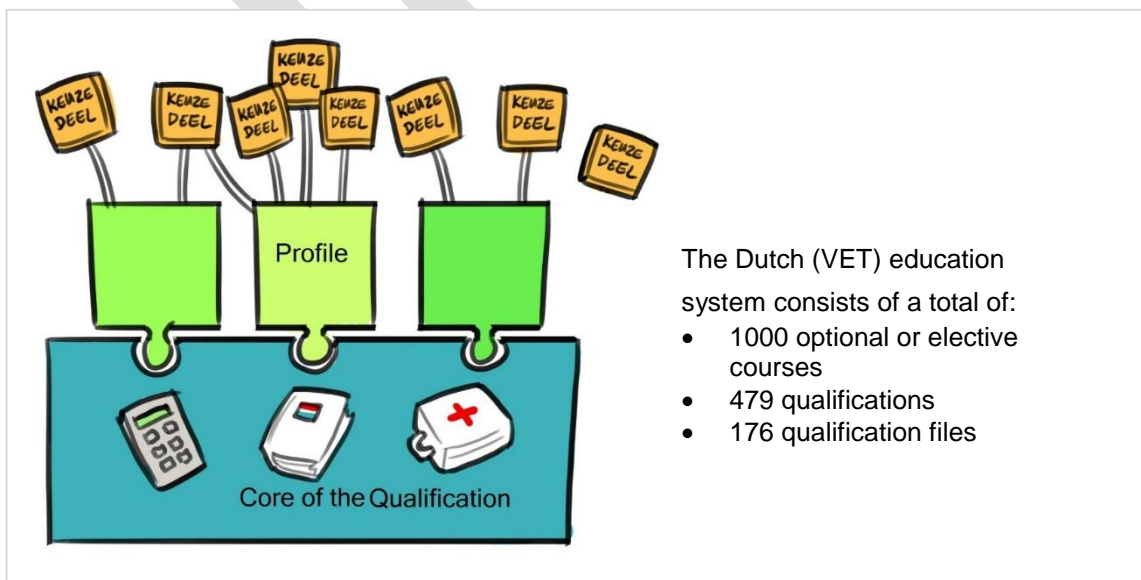 KEUZE
DEEL
KEUZE
DEEL
KEUZE
DEEL
KEUZE
DEEL
KEUZE
DEEL
KEUZE
DEEL
KEUZE
DEEL
KEUZE
DEEL
Profile
Core of the Qualification
The Dutch (VET) education
system consists of a total of:
• 1000 optional or elective
courses
• 479 qualifications
• 176 qualification files